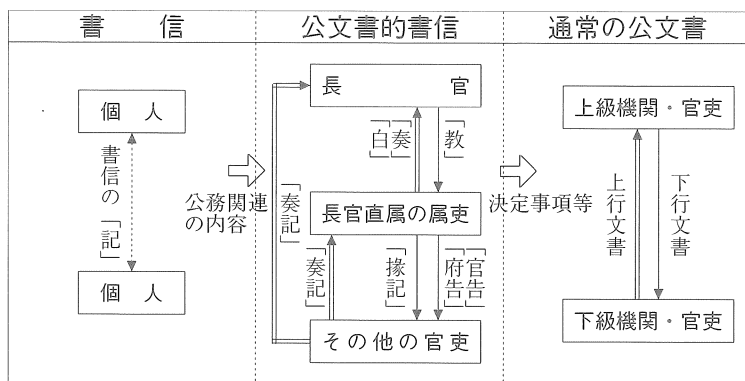 書　信
個　人
書信の「記」
個　人
公務関連
の内容
公文書的書信
長　官
「奏」
「白」
「教」
「奏記」
長官直属の属吏
「奏記」
「掾記」
「官告」
「府告」
その他の官吏
決定事項等
通常の公文書
上級機関・官吏
上行文書
下行文書
下級機関・官吏